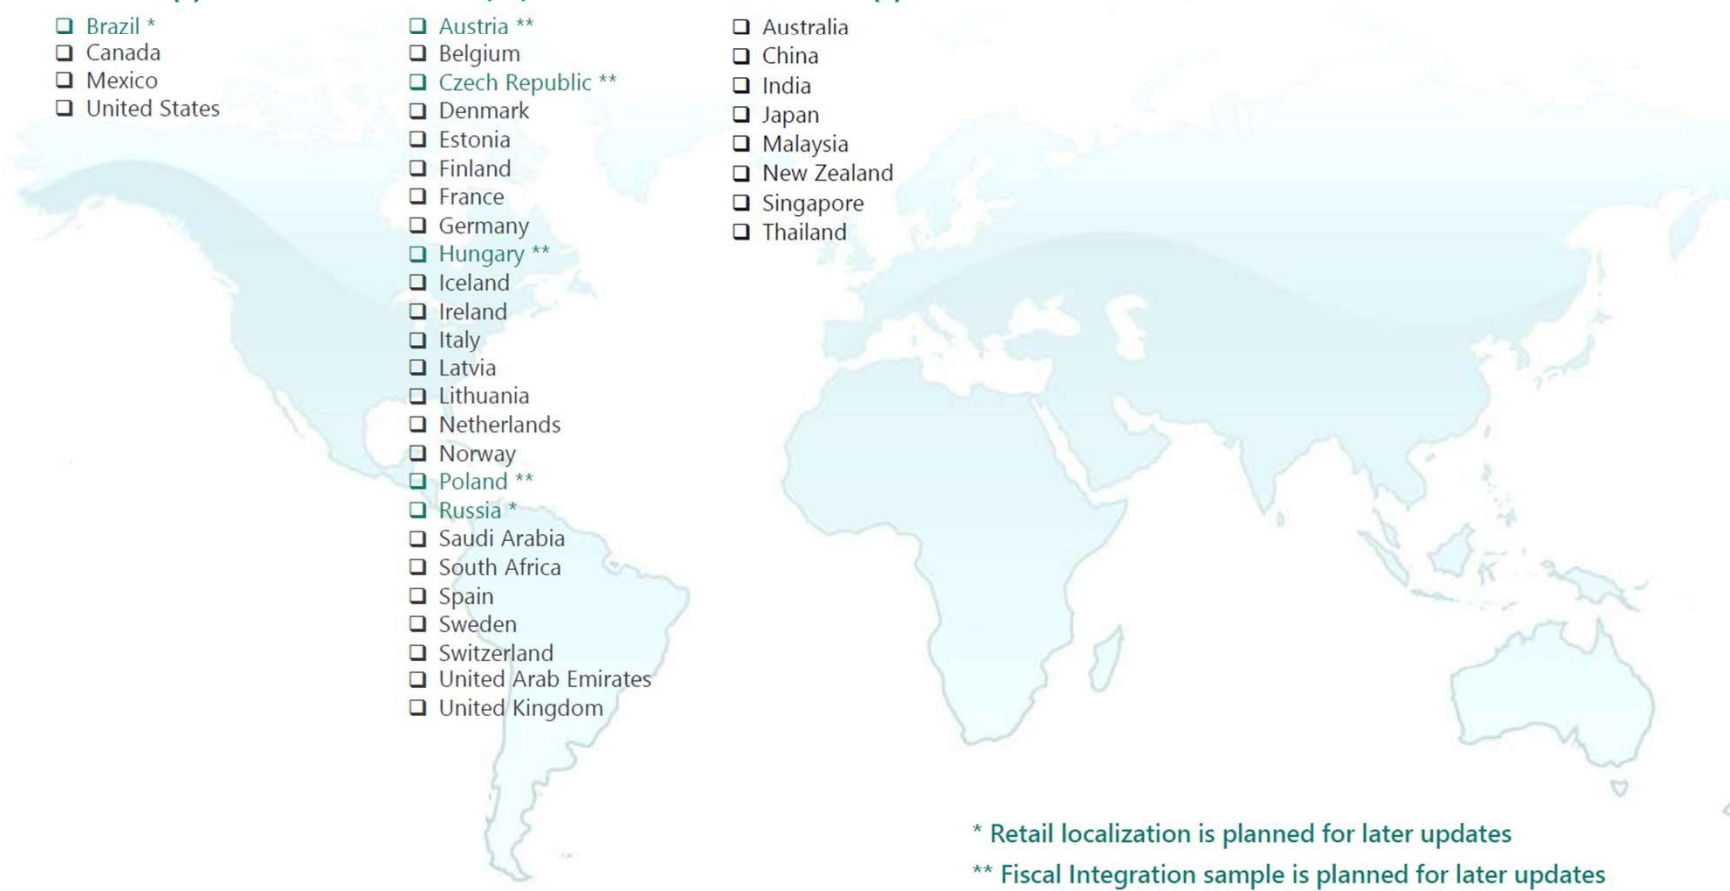 ❑ Brazil *
❑ Canada
❑ Mexico
❑ United States
❑ Austria **
❑ Belgium
❑ Czech Republic **
❑ Denmark
❑ Estonia
❑ Finland
❑ France
❑ Germany
❑ Hungary **
❑ Iceland
❑ Ireland
❑ Italy
❑ Latvia
❑ Lithuania
❑ Netherlands
❑ Norway
❑ Poland **
❑ Russia *
❑ Saudi Arabia
❑ South Africa
❑ Spain
❑ Sweden
❑ Switzerland
❑ United Arab Emirates
❑ United Kingdom
❑ Australia
❑ China
❑ India
❑ Japan
❑ Malaysia
❑ New Zealand
❑ Singapore
❑ Thailand
* Retail localization is planned for later updates
** Fiscal Integration sample is planned for later updates